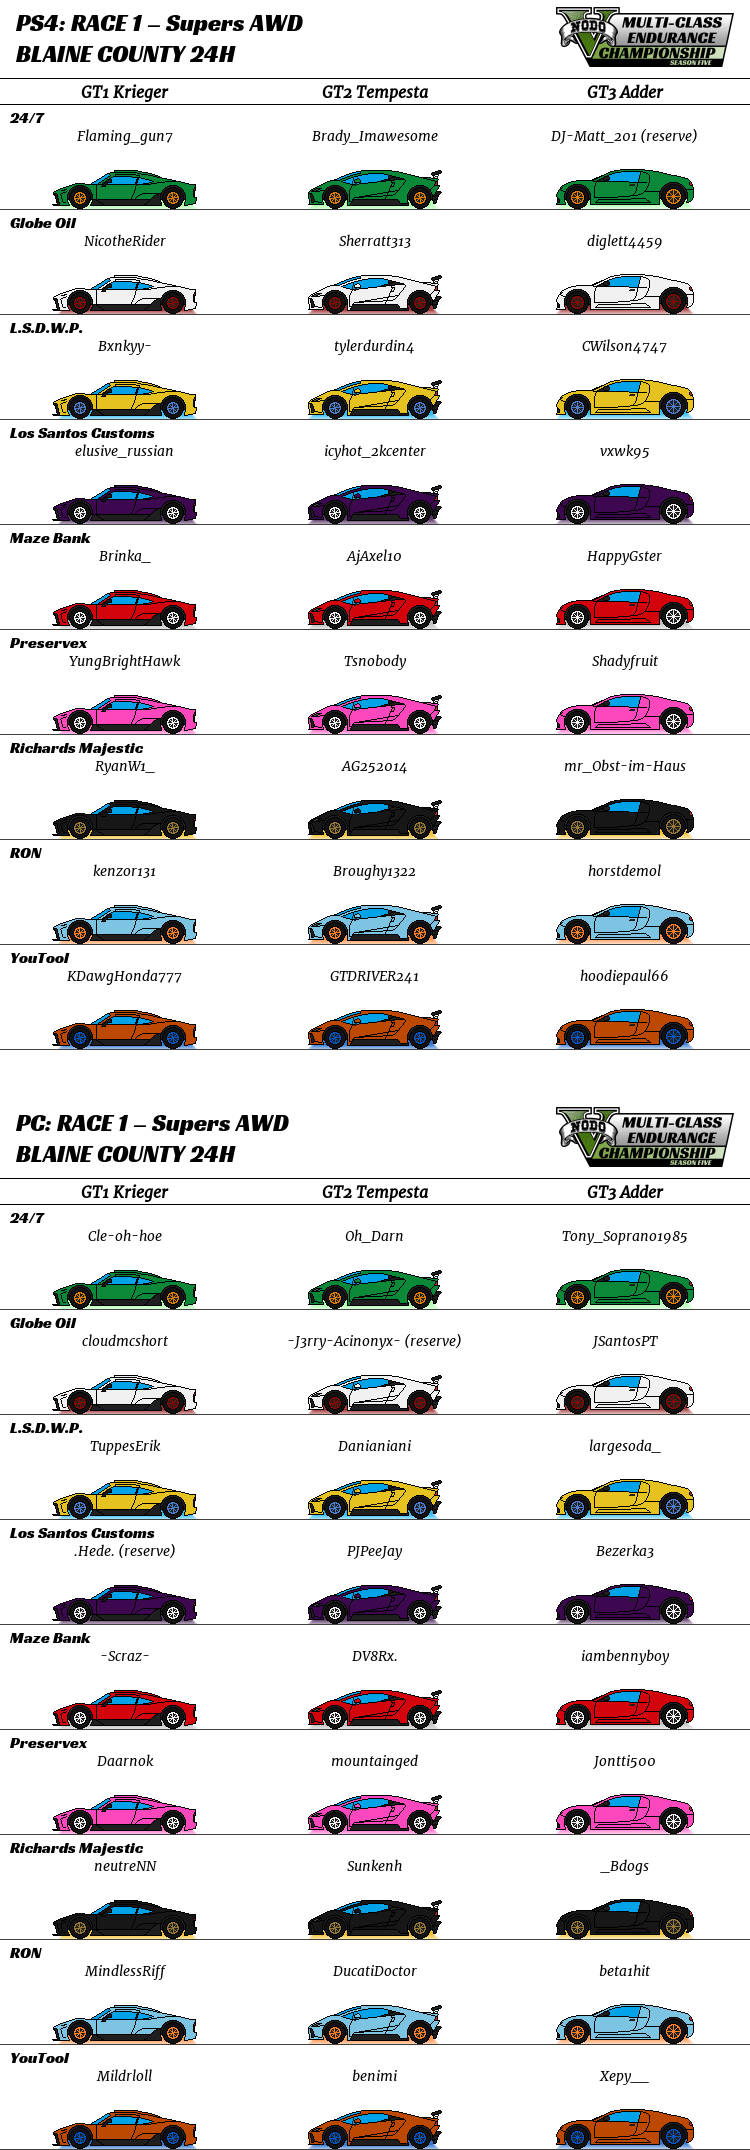 PS4: RACE 1 – Supers AWD
BLAINE COUNTY 24H
NODO
MULTI-CLASS
ENDURANCE
CHAMPIONSHIP
SEASON FIVE
GT1 Krieger GT2 Tempesta GT3 Adder
24/7
Flaming_gun7 Brady_Imawesome DJ-Matt_201 (reserve)
Globe Oil
NicotheRider Sherratt313 diglett4459
L.S.D.W.P.
Bxnkyy- tylerdurdin4 CWilson4747
Los Santos Customs
elusive_russian icyhot_2kcenter vxwk95
Maze Bank
Brinka_ AjAxel10 HappyGster
Preservex
YungBrightHawk Tsnobody Shadyfruit
Richards Majestic
RyanW1_ AG252014 mr_Obst-im-Haus
RON
kenzor131 Broughy1322 horstdemol
YouTool
KDawgHonda777 GTDRIVER241 hoodiepaul66
PC: RACE 1 – Supers AWD
BLAINE COUNTY 24H
NODO
MULTI-CLASS
ENDURANCE
CHAMPIONSHIP
SEASON FIVE
GT1 Krieger GT2 Tempesta GT3 Adder
24/7
Cle-oh-hoe Oh_Darn Tony_Soprano1985
Globe Oil
cloudmcshort -J3rry-Acinonyx- (reserve) JSantosPT
L.S.D.W.P.
TuppesErik Danianiani largesoda_
Los Santos Customs
.Hede. (reserve) PJPeeJay Bezerka3
Maze Bank
-Scraz- DV8Rx. iambennyboy
Preservex
Daarnok mountainged Jontti500
Richards Majestic
neutreNN Sunkenh _Bdogs
RON
MindlessRiff DucatiDoctor beta1hit
YouTool
Mildrloll benimi Xepy__